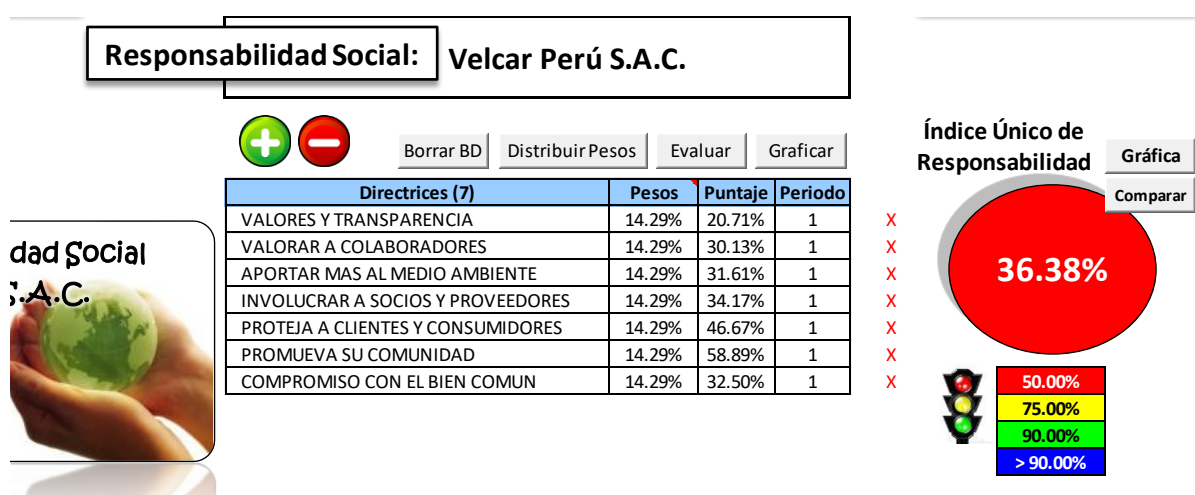 Responsabilidad Social:
Velcar Perú S.A.C.
Borrar BD Distribuir Pesos Evaluar Graficar
Índice Único de
Responsabilidad
Gráfica
Comparar
Directrices (7) Pesos Puntaje Periodo
VALORES Y TRANSPARENCIA 14.29% 20.71% 1 X
VALORAR A COLABORADORES 14.29% 30.13% 1 X
APORTAR MAS AL MEDIO AMBIENTE 14.29% 31.61% 1 X
INVOLUCRAR A SOCIOS Y PROVEEDORES 14.29% 34.17% 1 X
PROTEJA A CLIENTES Y CONSUMIDORES 14.29% 46.67% 1 X
PROMUEVA SU COMUNIDAD 14.29% 58.89% 1 X
COMPROMISO CON EL BIEN COMUN 14.29% 32.50% 1 X
dad Social
S.A.C.
36.38%
50.00%
75.00%
90.00%
> 90.00%